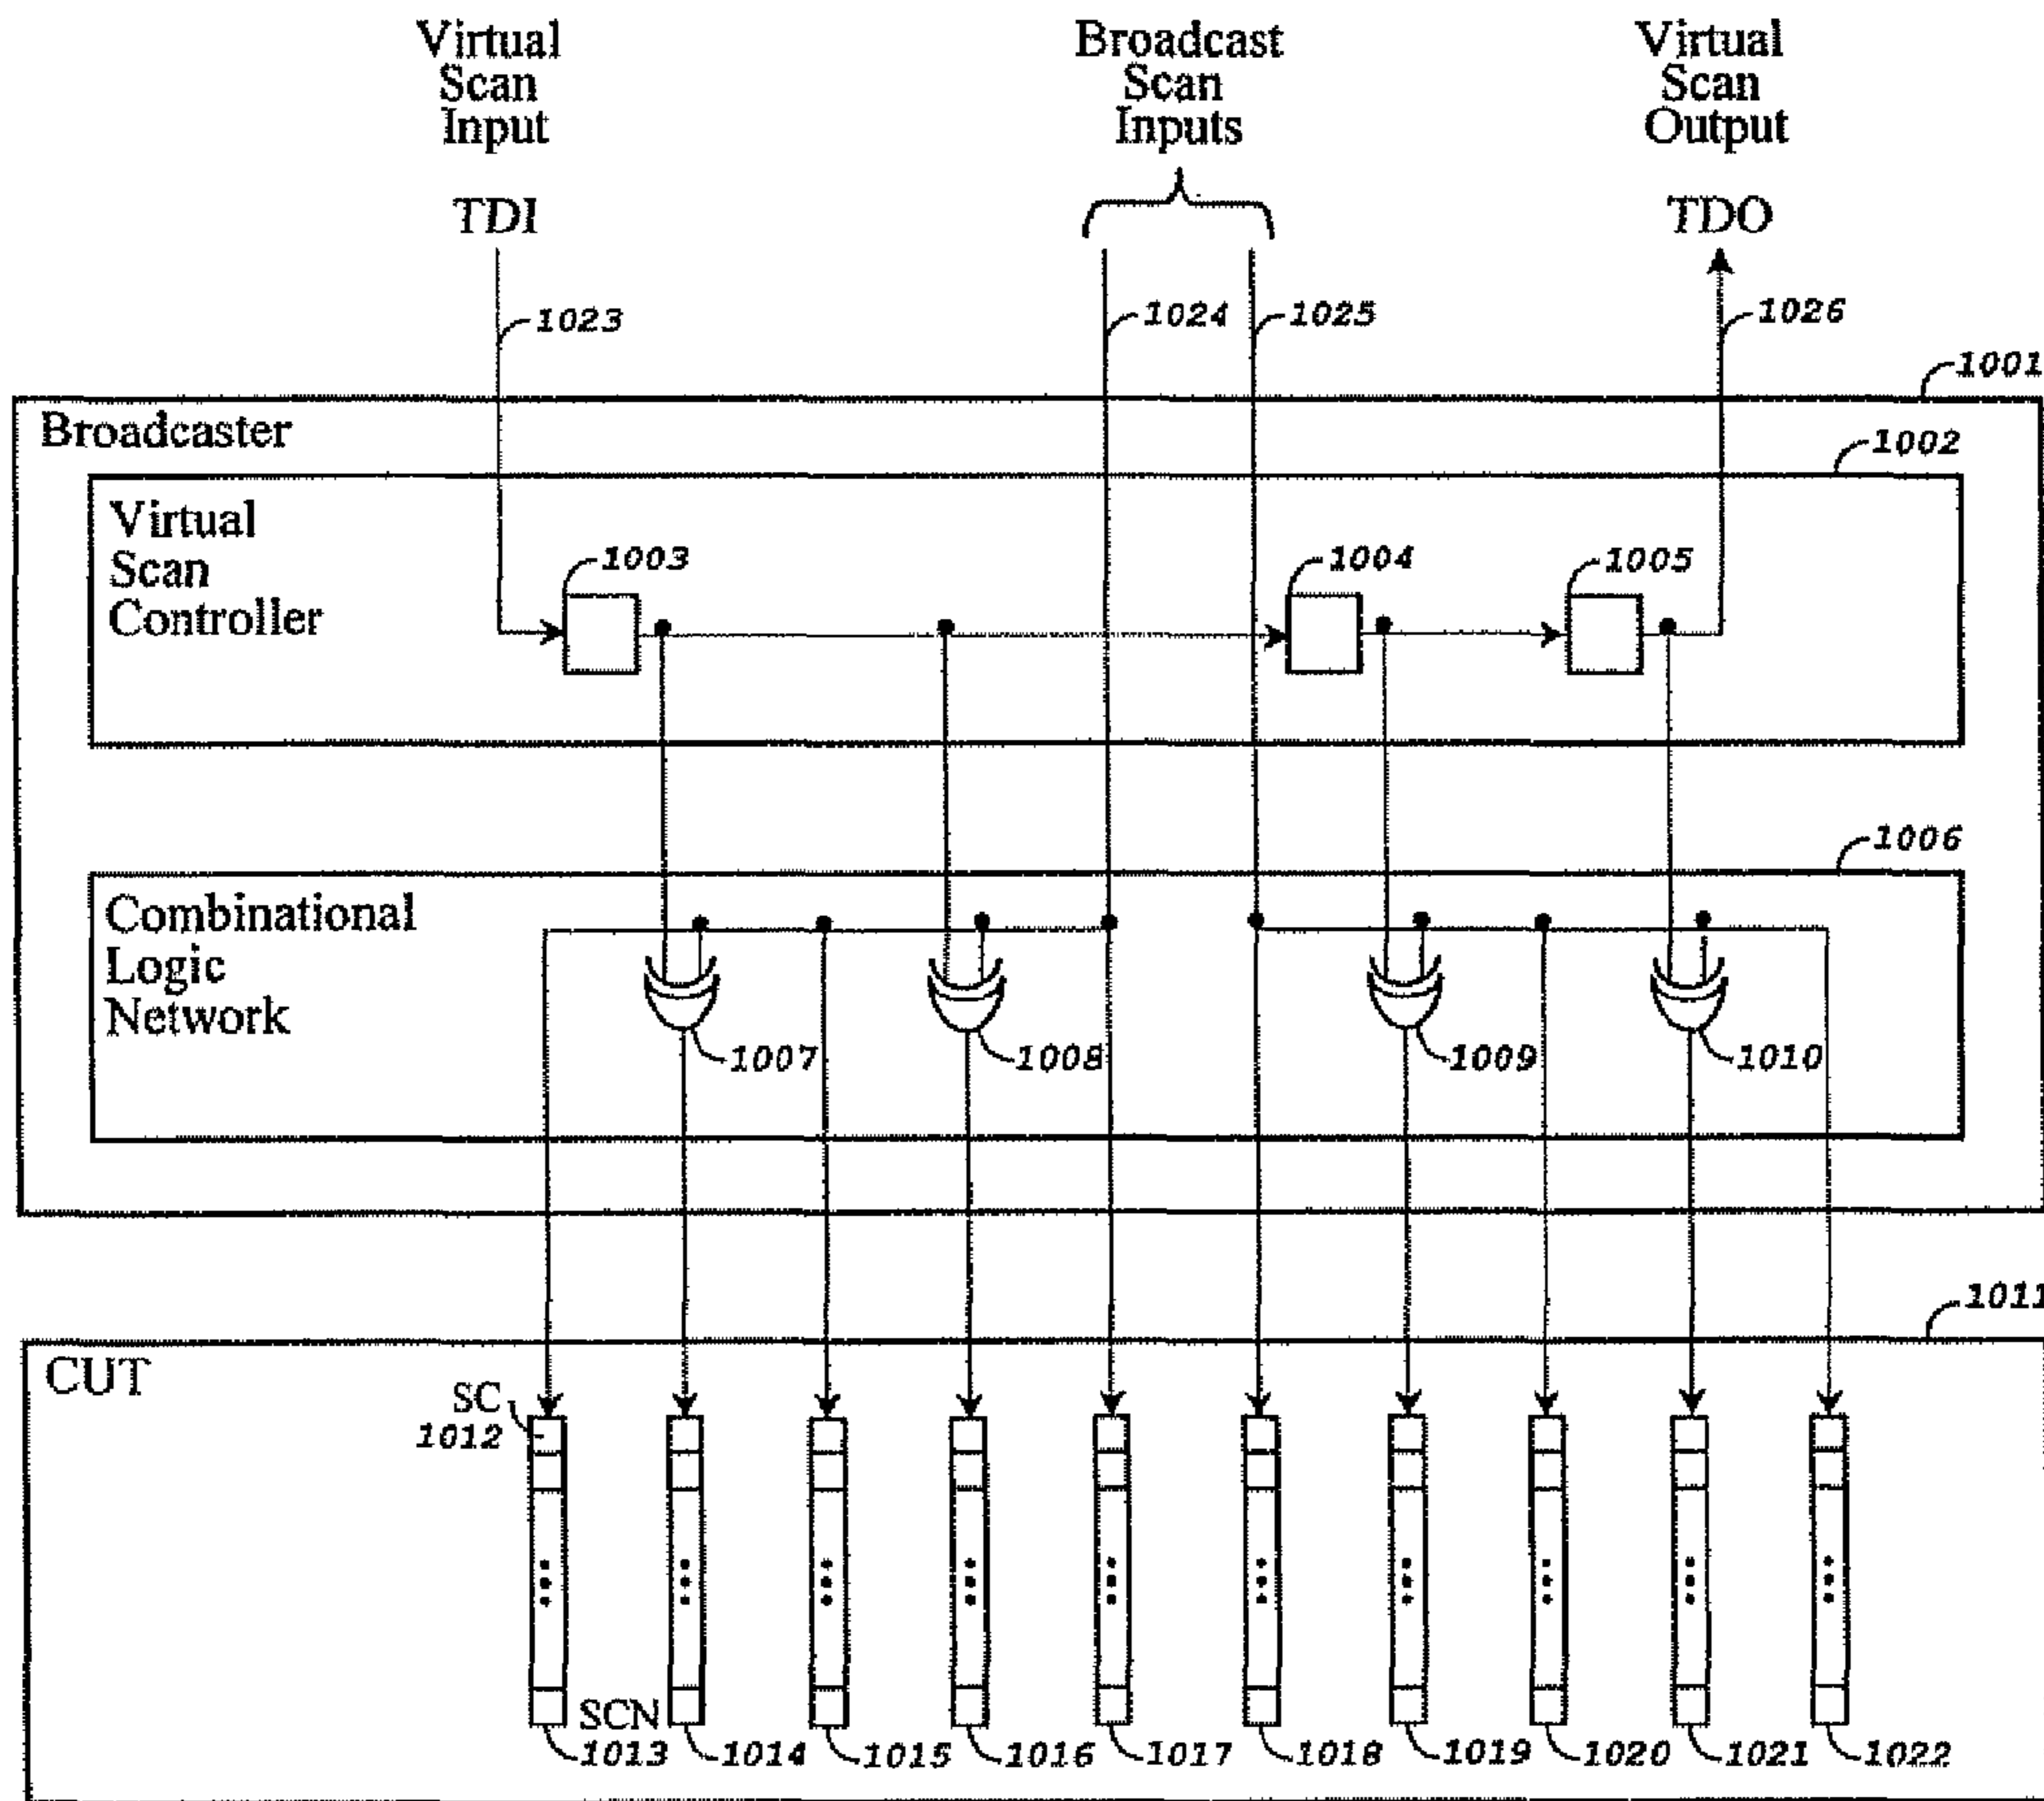 Virtual
Scan
Input
Broadcast
Scan
Inputs
Virtual
Scan
Output
TDI
TDO
1023
1024
1025
1026
1001
Broadcaster
1002
Virtual
Scan
Controller
1003
1004
1005
1006
Combinational
Logic
Network
1007
1008
1009
1010
1011
CUT
SC
1012
SCN
1013
1014
1015
1016
1017
1018
1019
1020
1021
1022